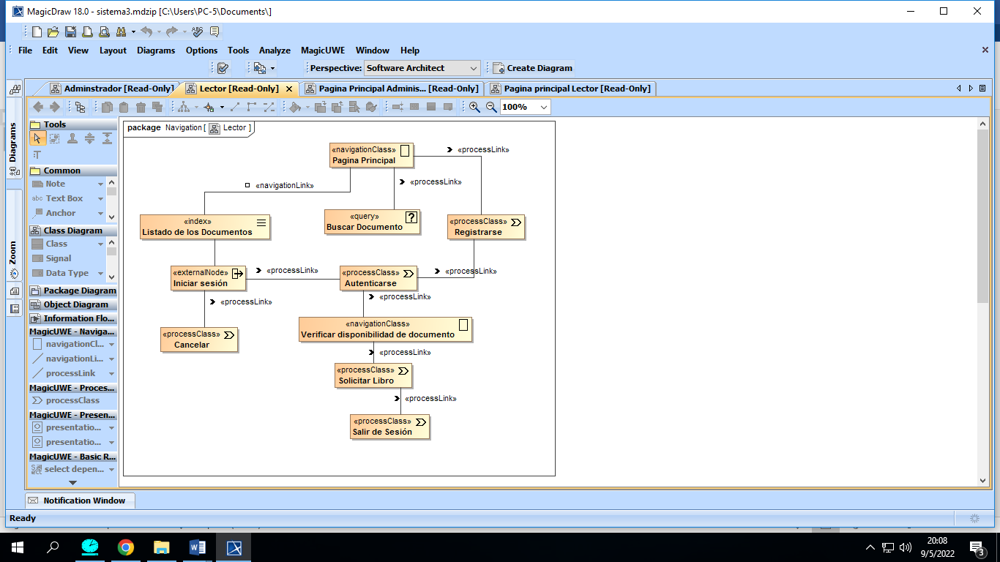 MagicDraw 18.0 - sistema3.mdzip [C:\Users\PC-5\Documents\]
File Edit View Layout Diagrams Options Tools Analyze MagicUWE Window Help
Perspective: Software Architect Create Diagram
Adminstrador [Read-Only] Lector [Read-Only] Pagina Principal Adminis... [Read-Only] Pagina principal Lector [Read-Only]
100%
Diagrams
Zoom
Tools
Common
Note
abc Text Box
Anchor
Class Diagram
Class
Signal
Data Type
Package Diagram
Object Diagram
Information Flo...
MagicUWE - Naviga...
navigationCl...
navigationLi...
processLink
MagicUWE - Proces...
processClass
MagicUWE - Presen...
presentatio...
presentatio...
MagicUWE - Basic R...
select depen...
package Navigation [ Lector ]
«navigationClass»
Pagina Principal
«processLink»
«processLink»
«navigationLink»
«index»
Listado de los Documentos
«query»
Buscar Documento
?
«processClass»
Registrarse
«externalNode»
Iniciar sesión
«processLink»
«processClass»
Autenticarse
«processLink»
«processLink»
«processLink»
«processClass»
Cancelar
«navigationClass»
Verificar disponibilidad de documento
«processLink»
«processClass»
Solicitar Libro
«processLink»
«processClass»
Salir de Sesión
Notification Window
Ready
20:08
9/5/2022
3